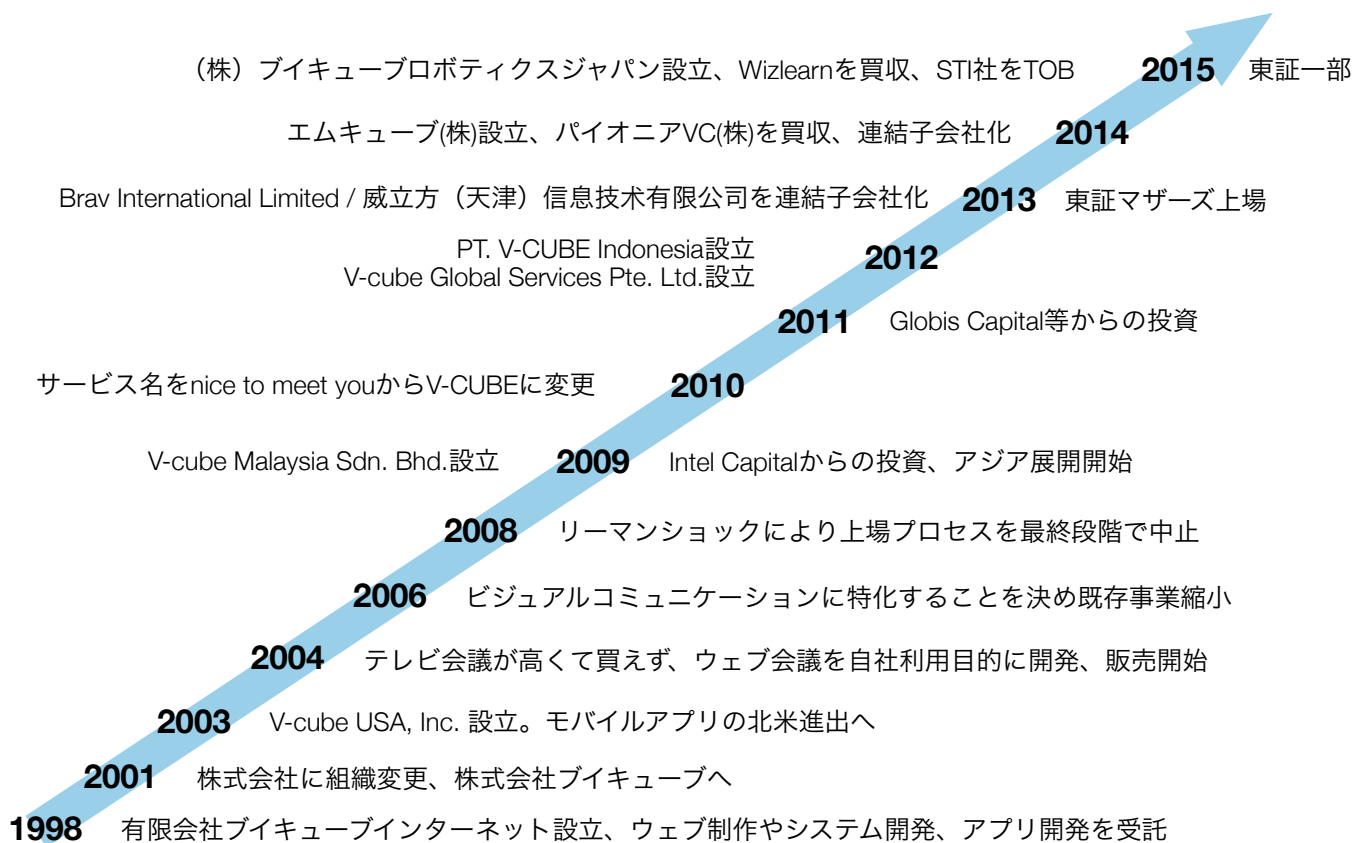 (株)ブイキューブロボティクスジャパン設立、Wizlearnを買収、STI社をTOB 2015 東証一部
エムキューブ(株)設立、パイオニアVC(株)を買収、連結子会社化 2014
Brav International Limited / 威立方(天津)信息技术有限公司を連結子会社化 2013 東証マザーズ上場
PT. V-CUBE Indonesia設立
V-cube Global Services Pte. Ltd.設立 2012
2011 Globis Capital等からの投資
サービス名をnice to meet youからV-CUBEに変更 2010
V-cube Malaysia Sdn. Bhd.設立 2009 Intel Capitalからの投資、アジア展開開始
2008 リーマンショックにより上場プロセスを最終段階で中止
2006 ビジュアルコミュニケーションに特化することを決め既存事業縮小
2004 テレビ会議が高くて買えず、ウェブ会議を自社利用目的に開発、販売開始
2003 V-cube USA, Inc. 設立。モバイルアプリの北米進出へ
2001 株式会社に組織変更、株式会社ブイキューブへ
1998 有限会社ブイキューブインターネット設立、ウェブ制作やシステム開発、アプリ開発を受託